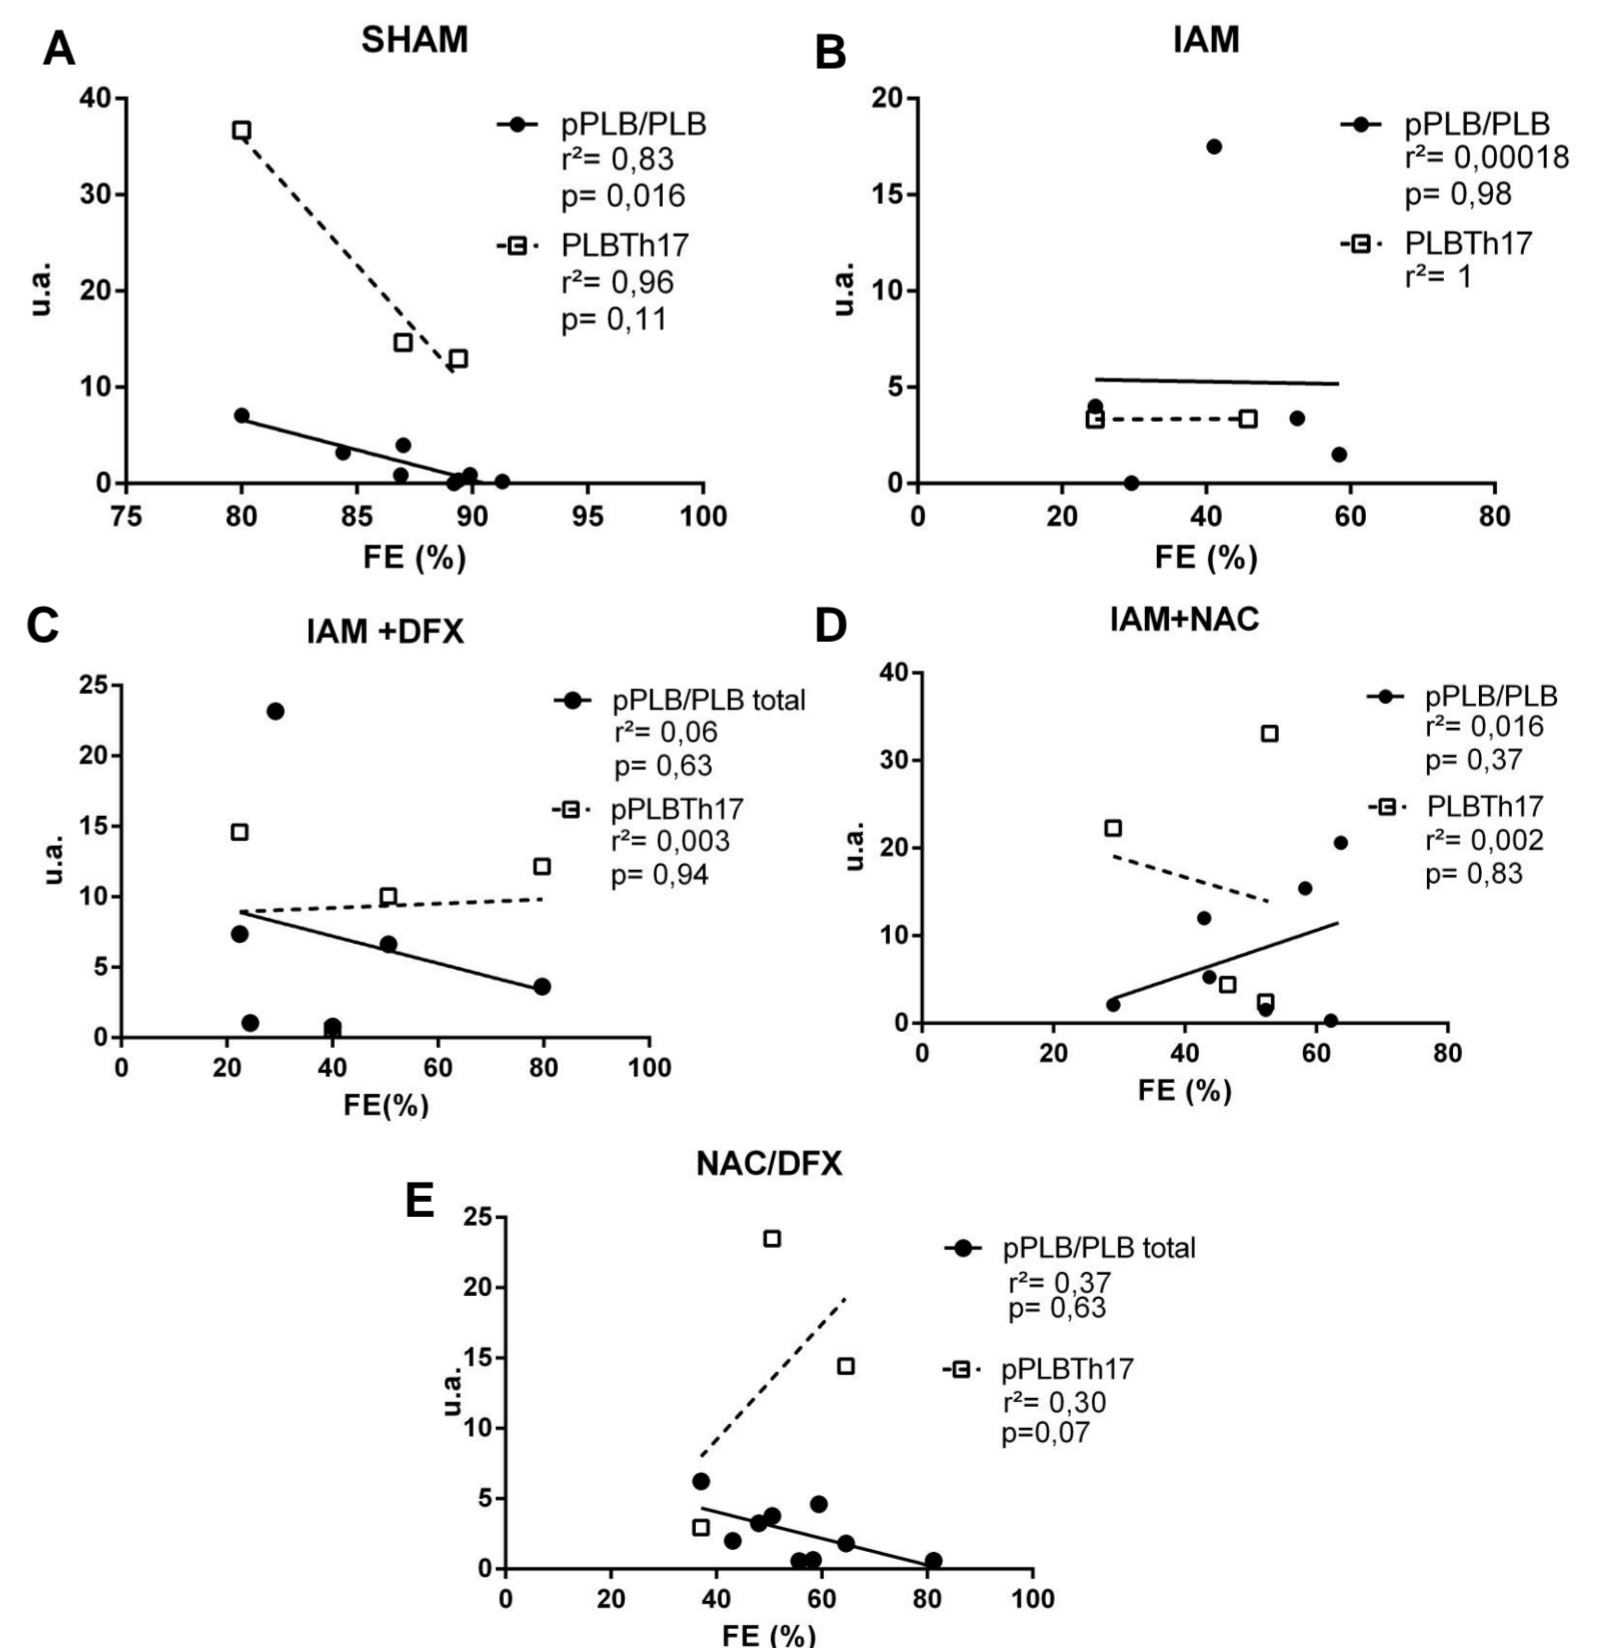 A
SHAM
40
30
20
10
0
u.a.
75 80 85 90 95 100
FE (%)
pPLB/PLB
r²= 0,83
p= 0,016
PLBTh17
r²= 0,96
p= 0,11
B
IAM
20
15
10
5
0
u.a.
0 20 40 60 80
FE (%)
pPLB/PLB
r²= 0,00018
p= 0,98
PLBTh17
r²= 1
C
IAM +DFX
25
20
15
10
5
0
u.a.
0 20 40 60 80 100
FE(%)
pPLB/PLB total
r²= 0,06
p= 0,63
pPLBTh17
r²= 0,003
p= 0,94
D
IAM+NAC
40
30
20
10
0
u.a.
0 20 40 60 80
FE (%)
pPLB/PLB
r²= 0,016
p= 0,37
PLBTh17
r²= 0,002
p= 0,83
E
NAC/DFX
25
20
15
10
5
0
u.a.
0 20 40 60 80 100
FE (%)
pPLB/PLB total
r²= 0,37
p= 0,63
pPLBTh17
r²= 0,30
p=0,07